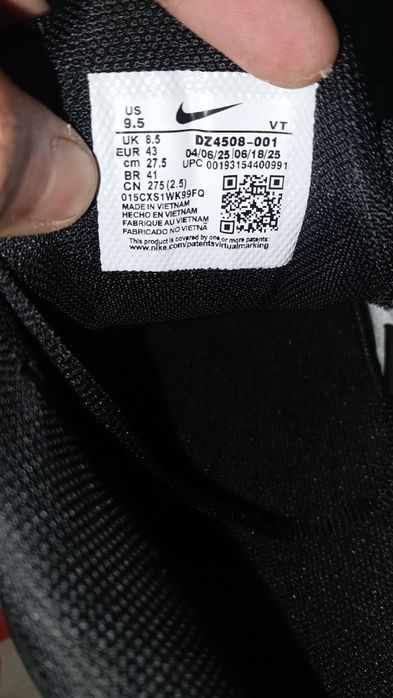 US
9.5 VT
UK 8.5 DZ4508-001
EUR 43 04/06/25 06/18/25
cm 27.5 UPC 00193154400991
BR 41
CN 275 (2.5)
015CXS1WK99FQ
MADE IN VIETNAM
HECHO EN VIETNAM
FABRIQUE AU VIETNAM
FABRICADO NO VIETNÃ
This product is covered by one or more patents:
www.nike.com/patentsvirtualmarking